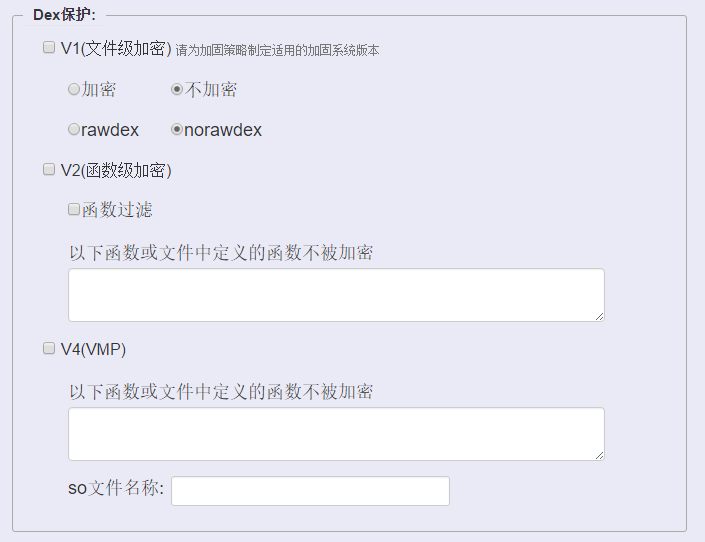 Dex保护:
V1(文件级加密) 请为加固策略制定适用的加固系统版本
加密 不加密
rawdex norawdex
V2(函数级加密)
函数过滤
以下函数或文件中定义的函数不被加密
V4(VMP)
以下函数或文件中定义的函数不被加密
so文件名称: